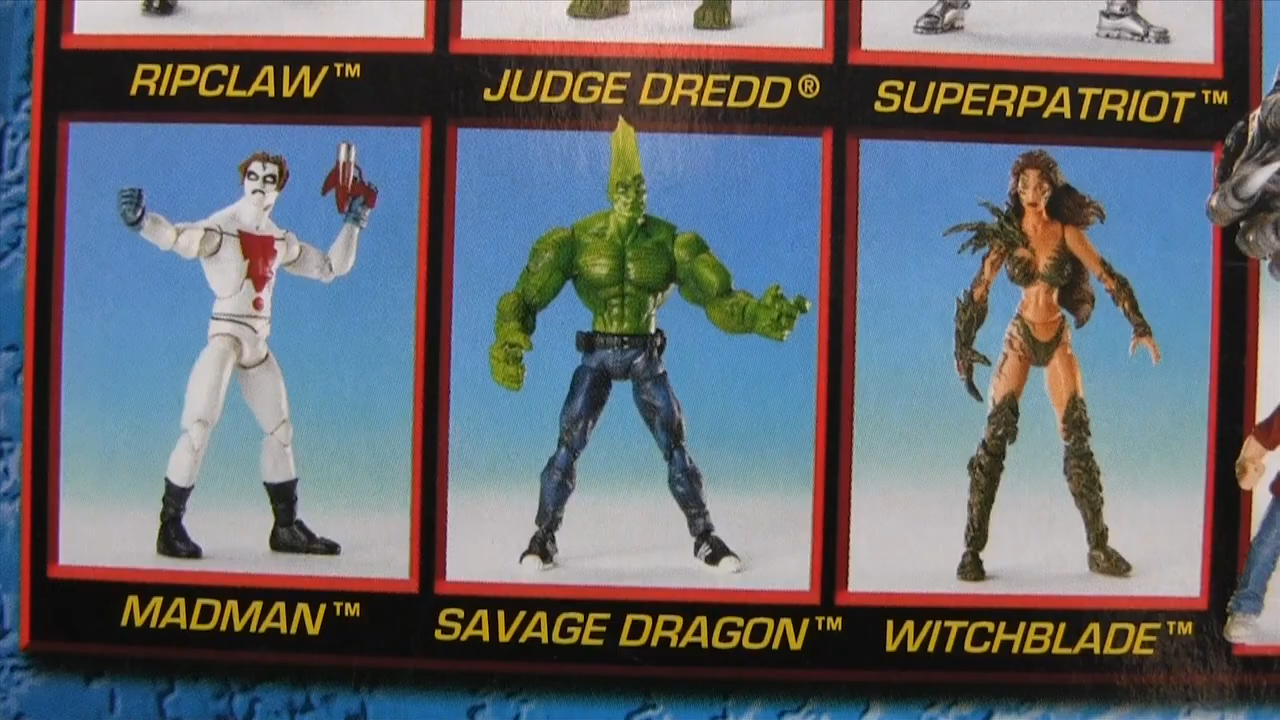 RIPCLAW™
JUDGE DREDD®
SUPERPATRIOT™
MADMAN™
SAVAGE DRAGON™
WITCHBLADE™